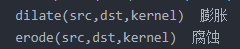 dilate(src,dst,kernel) 膨胀
erode(src,dst,kernel) 腐蚀